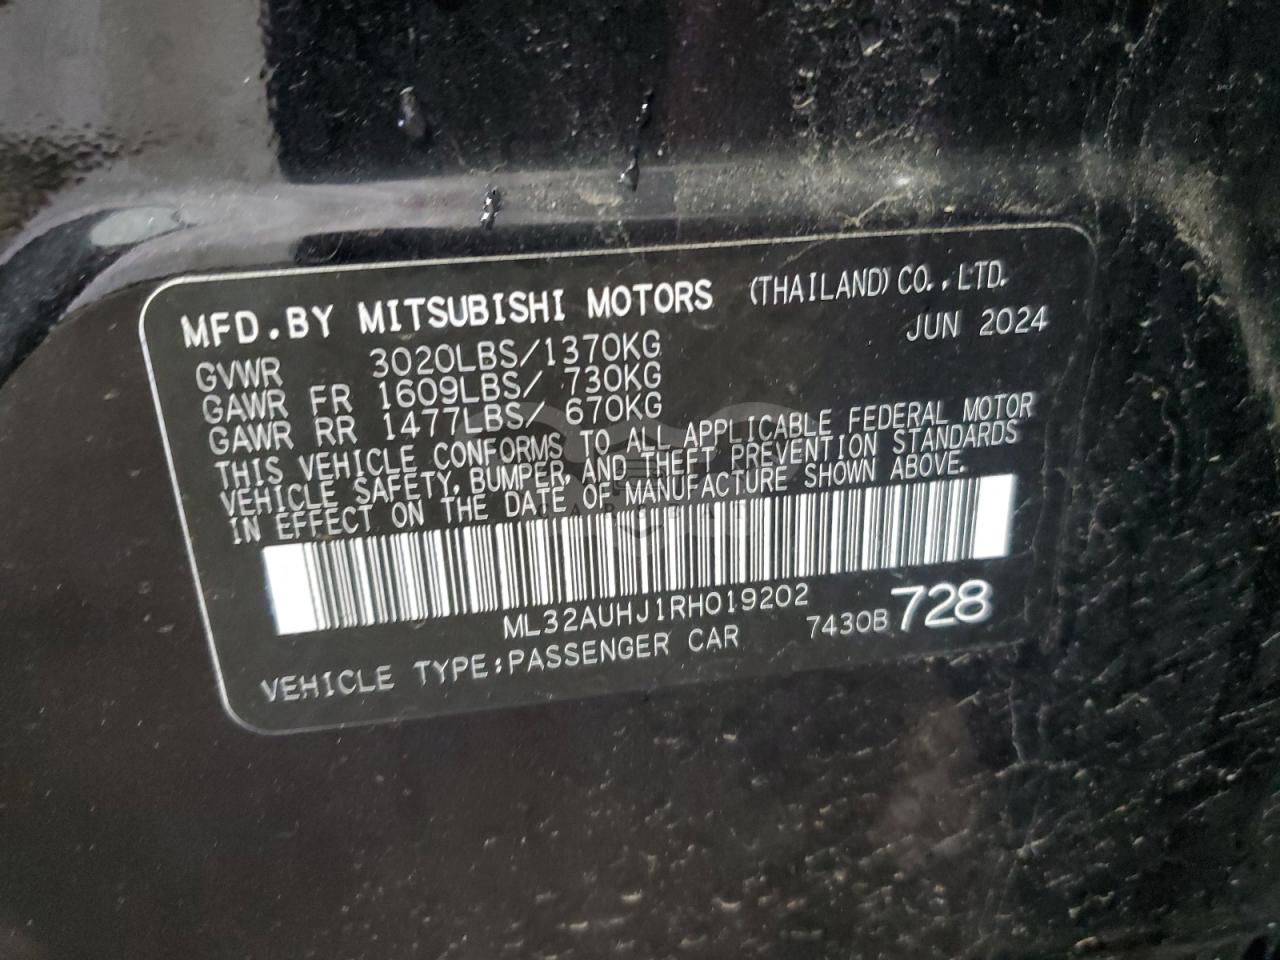 MFD.BY MITSUBISHI MOTORS (THAILAND) CO.,LTD.
JUN 2024
GVWR 3020LBS/1370KG
GAWR FR 1609LBS/ 730KG
GAWR RR 1477LBS/ 670KG
THIS VEHICLE CONFORMS TO ALL APPLICABLE FEDERAL MOTOR
VEHICLE SAFETY, BUMPER, AND THEFT PREVENTION STANDARDS
IN EFFECT ON THE DATE OF MANUFACTURE SHOWN ABOVE.
ML32AUHJ1RH019202
VEHICLE TYPE:PASSENGER CAR 7430B 728